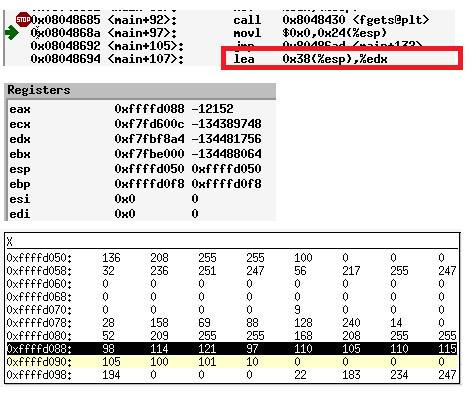 STOP
0x08048685 <main+92>: call 0x8048430 <fgets@plt>
0x0804868a <main+97>: movl $0x0,0x24(%esp)
0x08048692 <main+105>: jmp 0x80486ad <main+132>
0x08048694 <main+107>: lea 0x38(%esp),%edx
Registers
eax 0xffffd088 -12152
ecx 0xf7fd600c -134389748
edx 0xf7fbf8a4 -134481756
ebx 0xf7fbe000 -134488064
esp 0xffffd050 0xffffd050
ebp 0xffffd0f8 0xffffd0f8
esi 0x0 0
edi 0x0 0
X
0xffffd050: 136 208 255 255 100 0 0 0
0xffffd058: 32 236 251 247 56 217 255 247
0xffffd060: 0 0 0 0 0 0 0 0
0xffffd068: 0 0 0 0 0 0 0 0
0xffffd070: 0 0 0 0 9 0 0 0
0xffffd078: 28 158 69 88 128 240 14 0
0xffffd080: 52 209 255 255 168 208 255 255
0xffffd088: 98 114 121 97 110 105 110 115
0xffffd090: 105 100 101 10 0 0 0 0
0xffffd098: 194 0 0 0 22 183 234 247